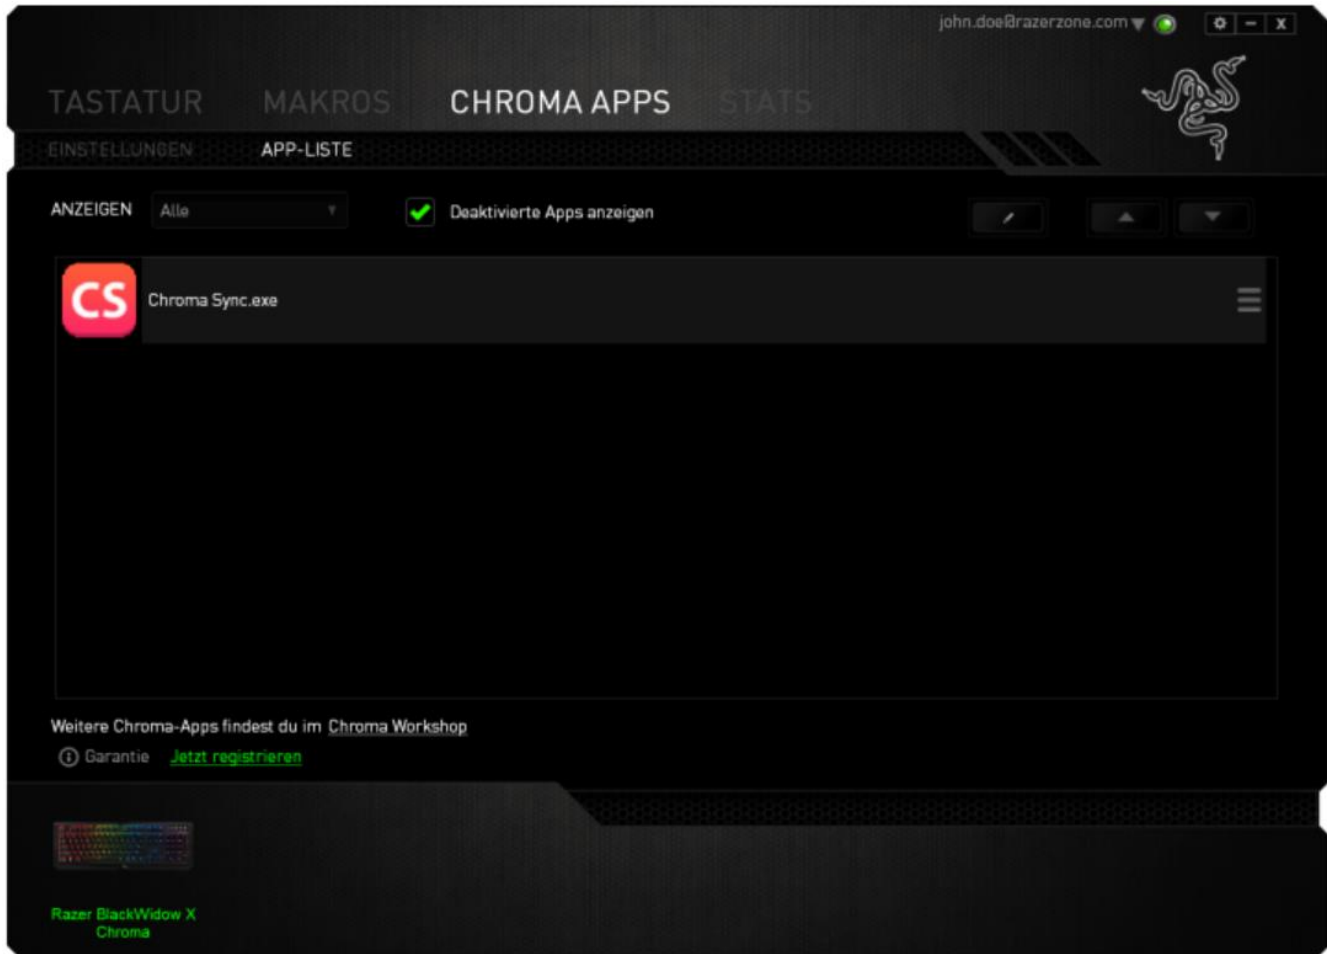 john.doe@razerzone.com
TASTATUR MAKROS CHROMA APPS STATS
EINSTELLUNGEN APP-LISTE
ANZEIGEN Alle Deaktivierte Apps anzeigen
CS Chroma Sync.exe
Weitere Chroma-Apps findest du im Chroma Workshop
Garantie Jetzt registrieren
Razer BlackWidow X
Chroma